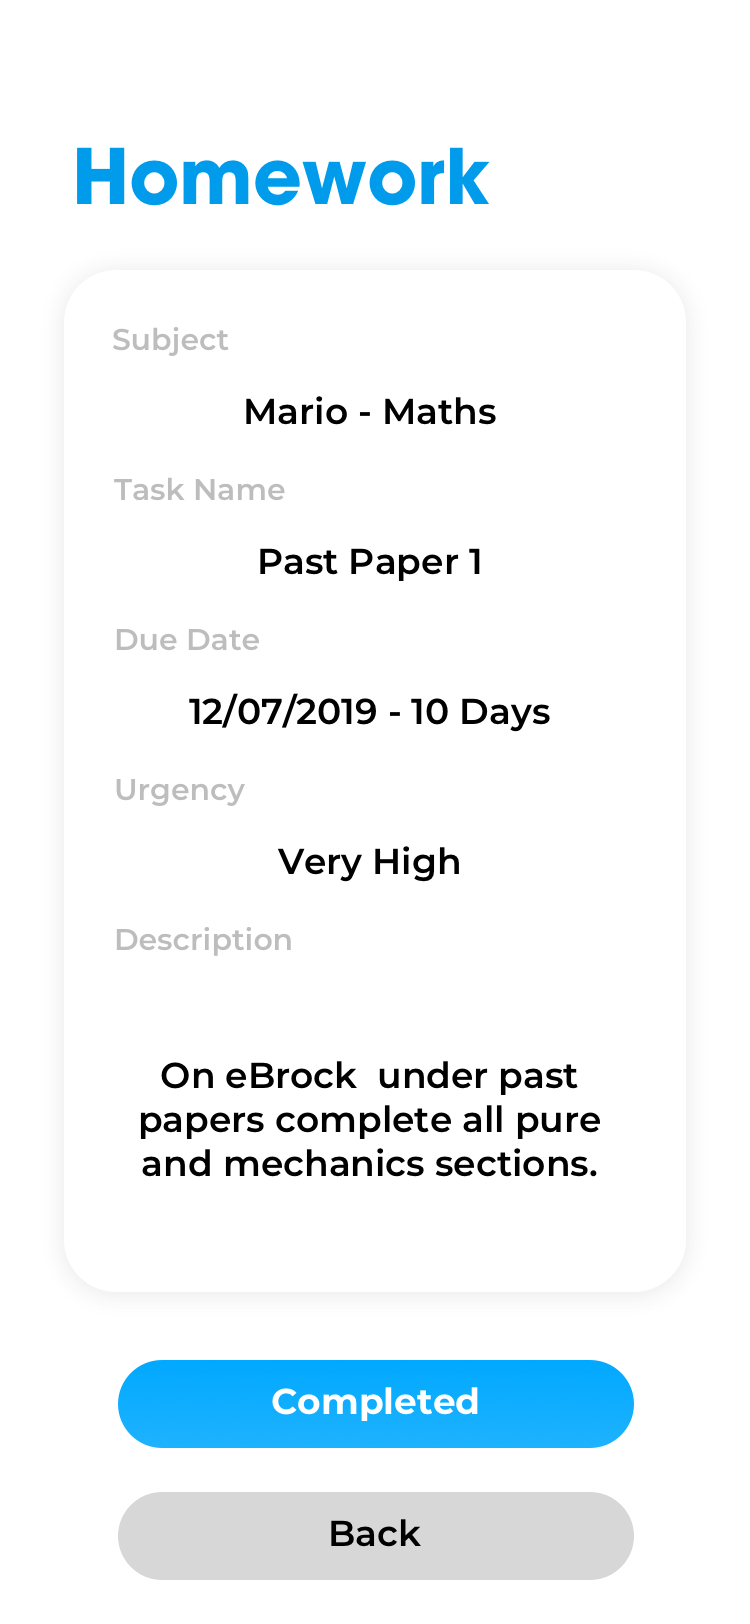 Homework
Subject
Mario - Maths
Task Name
Past Paper 1
Due Date
12/07/2019 - 10 Days
Urgency
Very High
Description
On eBrock  under past
papers complete all pure
and mechanics sections.
Completed
Back